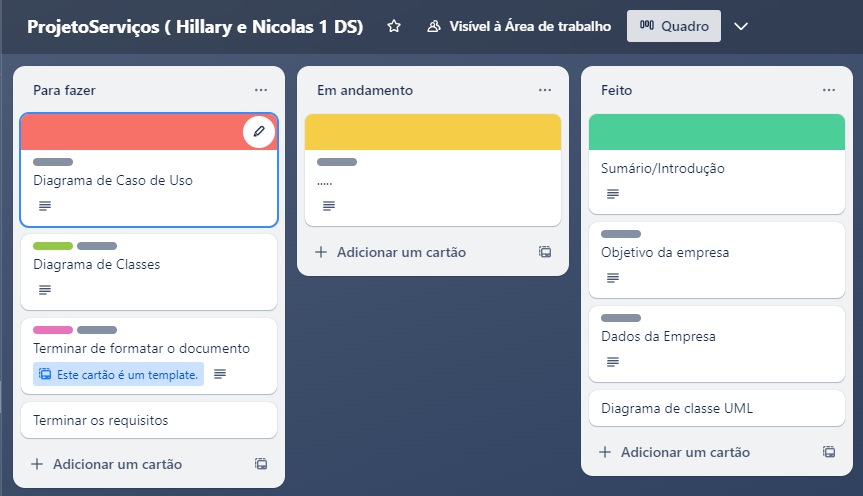 ProjetoServiços ( Hillary e Nicolas 1 DS)
Visível à Área de trabalho
Quadro
Para fazer
Diagrama de Caso de Uso
Diagrama de Classes
Terminar de formatar o documento
Este cartão é um template.
Terminar os requisitos
Adicionar um cartão
Em andamento
.....
Adicionar um cartão
Feito
Sumário/Introdução
Objetivo da empresa
Dados da Empresa
Diagrama de classe UML
Adicionar um cartão